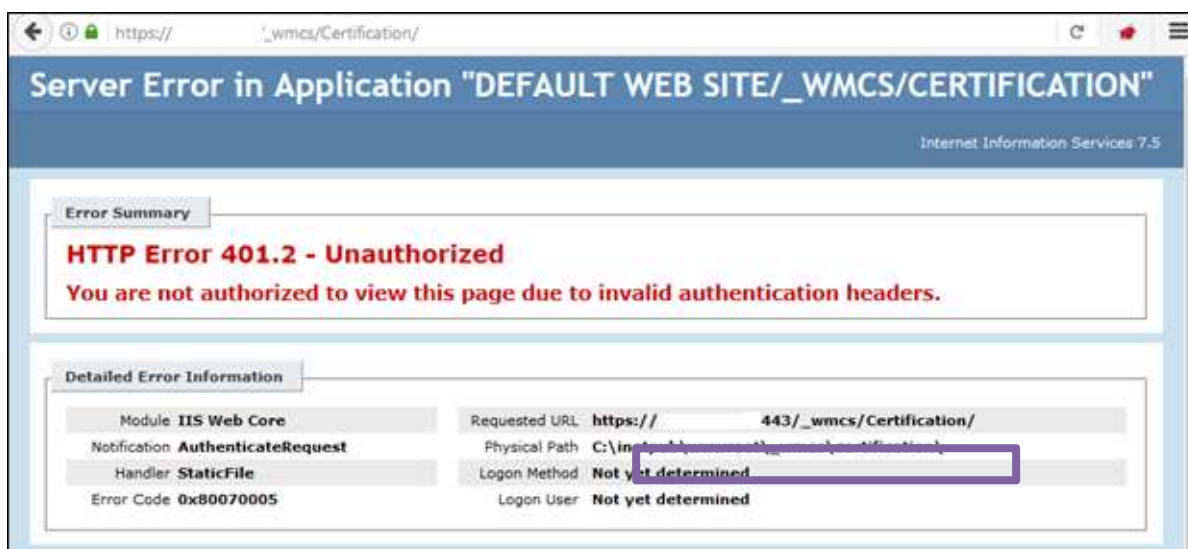 https://        '_wmcs/Certification/
Server Error in Application "DEFAULT WEB SITE/_WMCS/CERTIFICATION"
Internet Information Services 7.5
Error Summary
HTTP Error 401.2 - Unauthorized
You are not authorized to view this page due to invalid authentication headers.
Detailed Error Information
Module IIS Web Core
Notification AuthenticateRequest
Handler StaticFile
Error Code 0x80070005
Requested URL https://        443/_wmcs/Certification/
Physical Path
Logon Method Not yet determined
Logon User Not yet determined